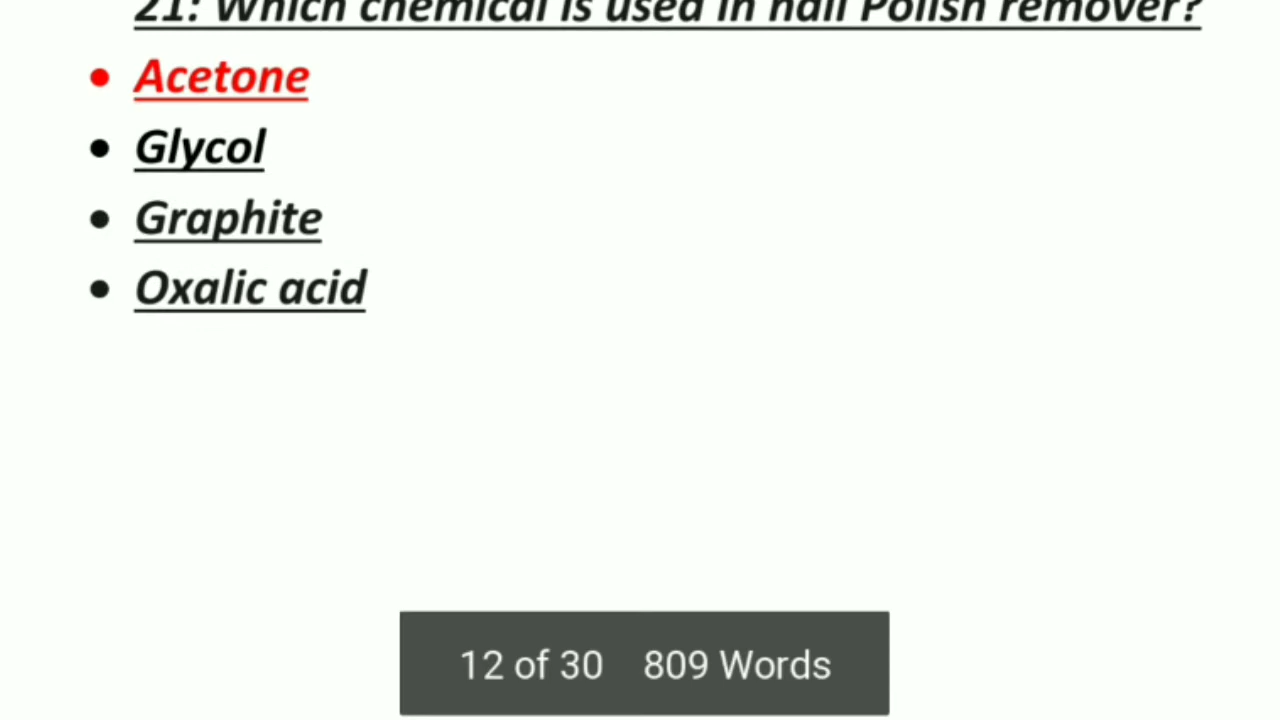 21: Which chemical is used in nail Polish remover?
• Acetone
• Glycol
• Graphite
• Oxalic acid
12 of 30 809 Words